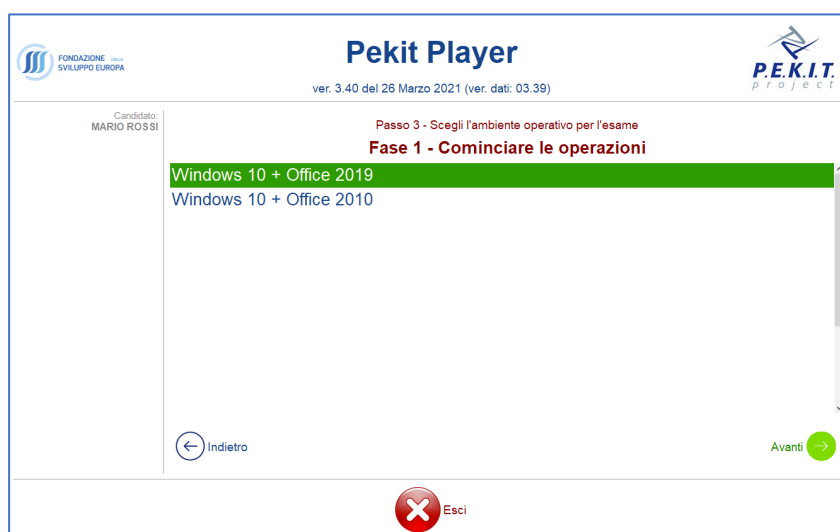 FONDAZIONE
SVILUPPO EUROPA
Pekit Player
ver. 3.40 del 26 Marzo 2021 (ver. dati: 03.39)
P.E.K.I.T.
project
Candidato:
MARIO ROSSI
Passo 3 - Scegli l'ambiente operativo per l'esame
Fase 1 - Cominciare le operazioni
Windows 10 + Office 2019
Windows 10 + Office 2010
Indietro
Avanti
Esci